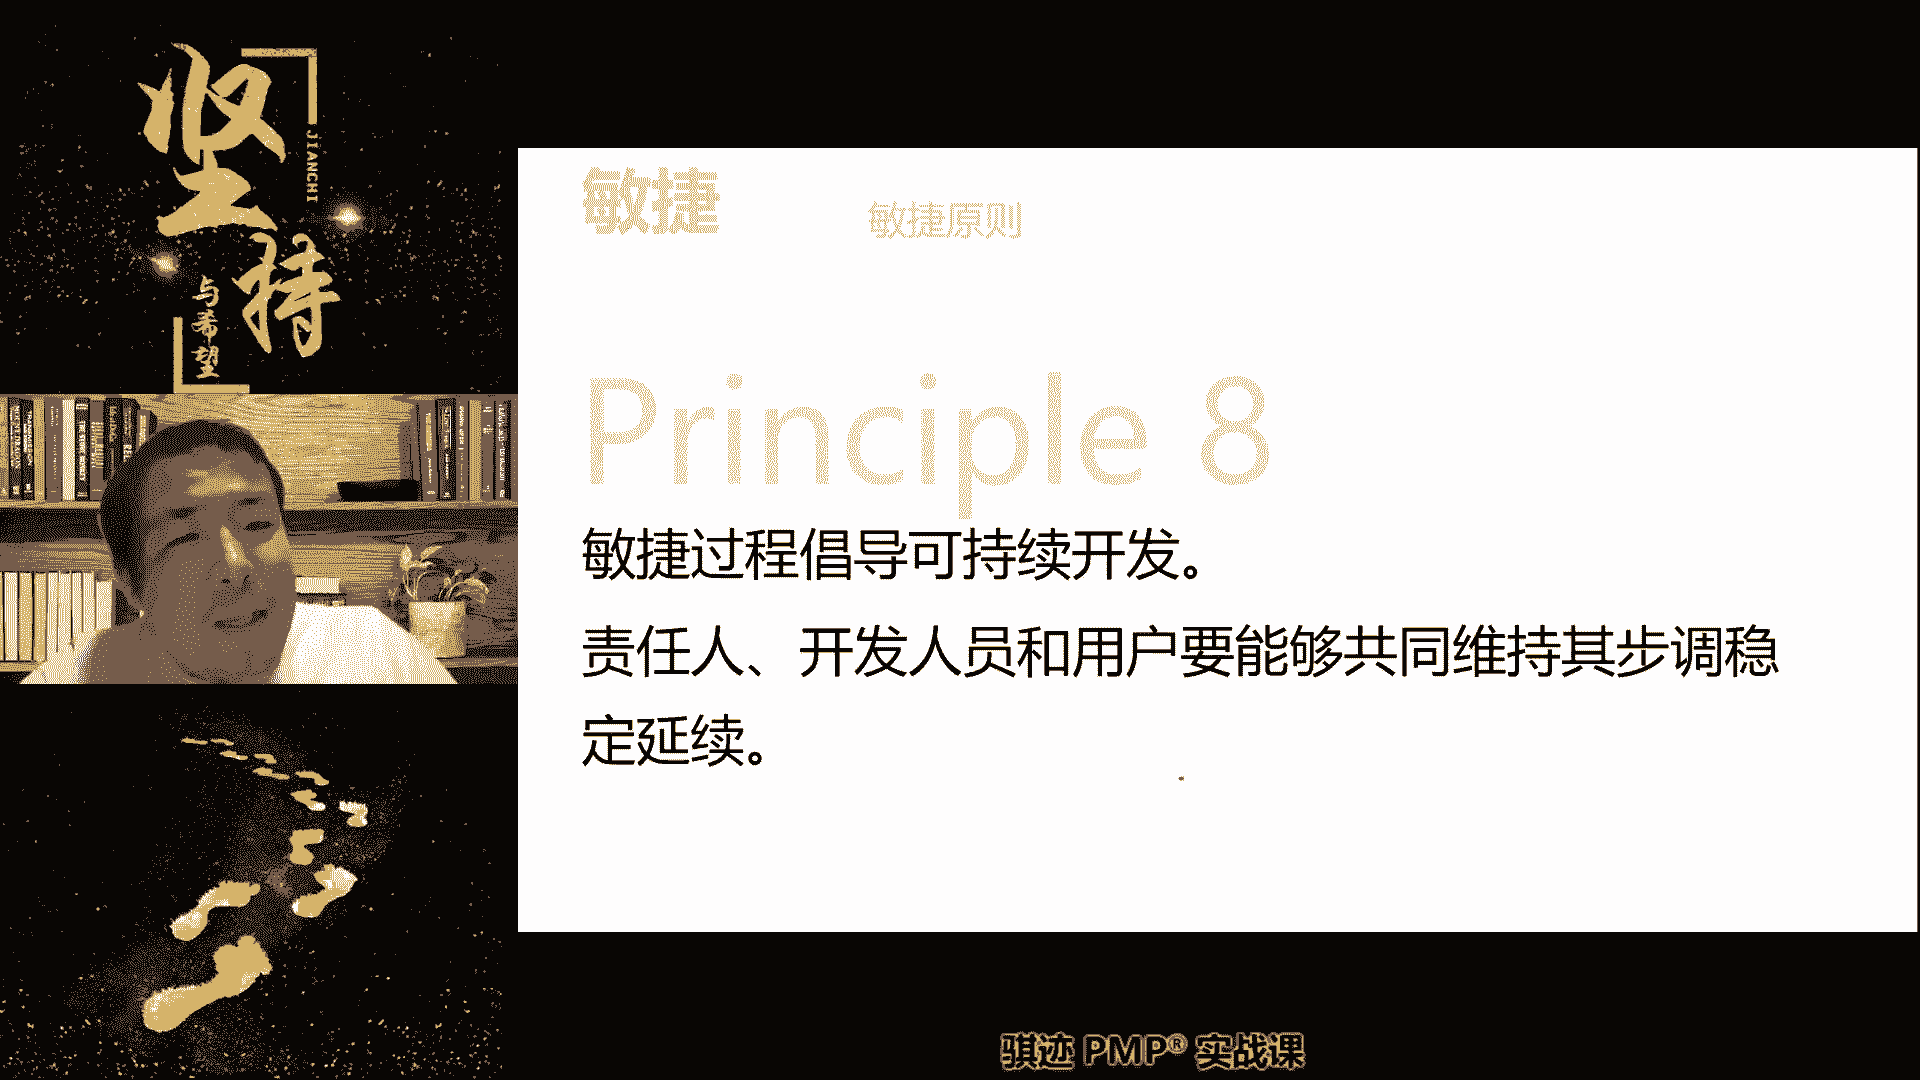 坚持
JIANCHI
与希望
敏捷
敏捷原则
Principle 8
敏捷过程倡导可持续开发。
责任人、开发人员和用户要能够共同维持其步调稳
定延续。
骐迹 PMP® 实战课